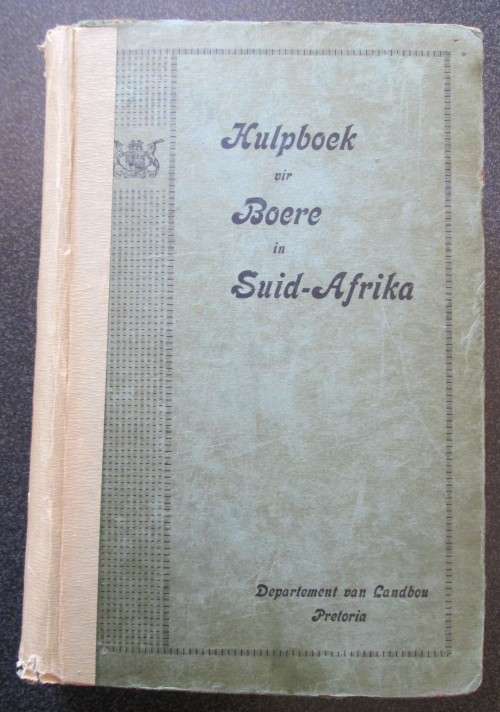 Hulpboek
vir
Boere
in
Suid-Afrika
Departement van Landbou
Pretoria